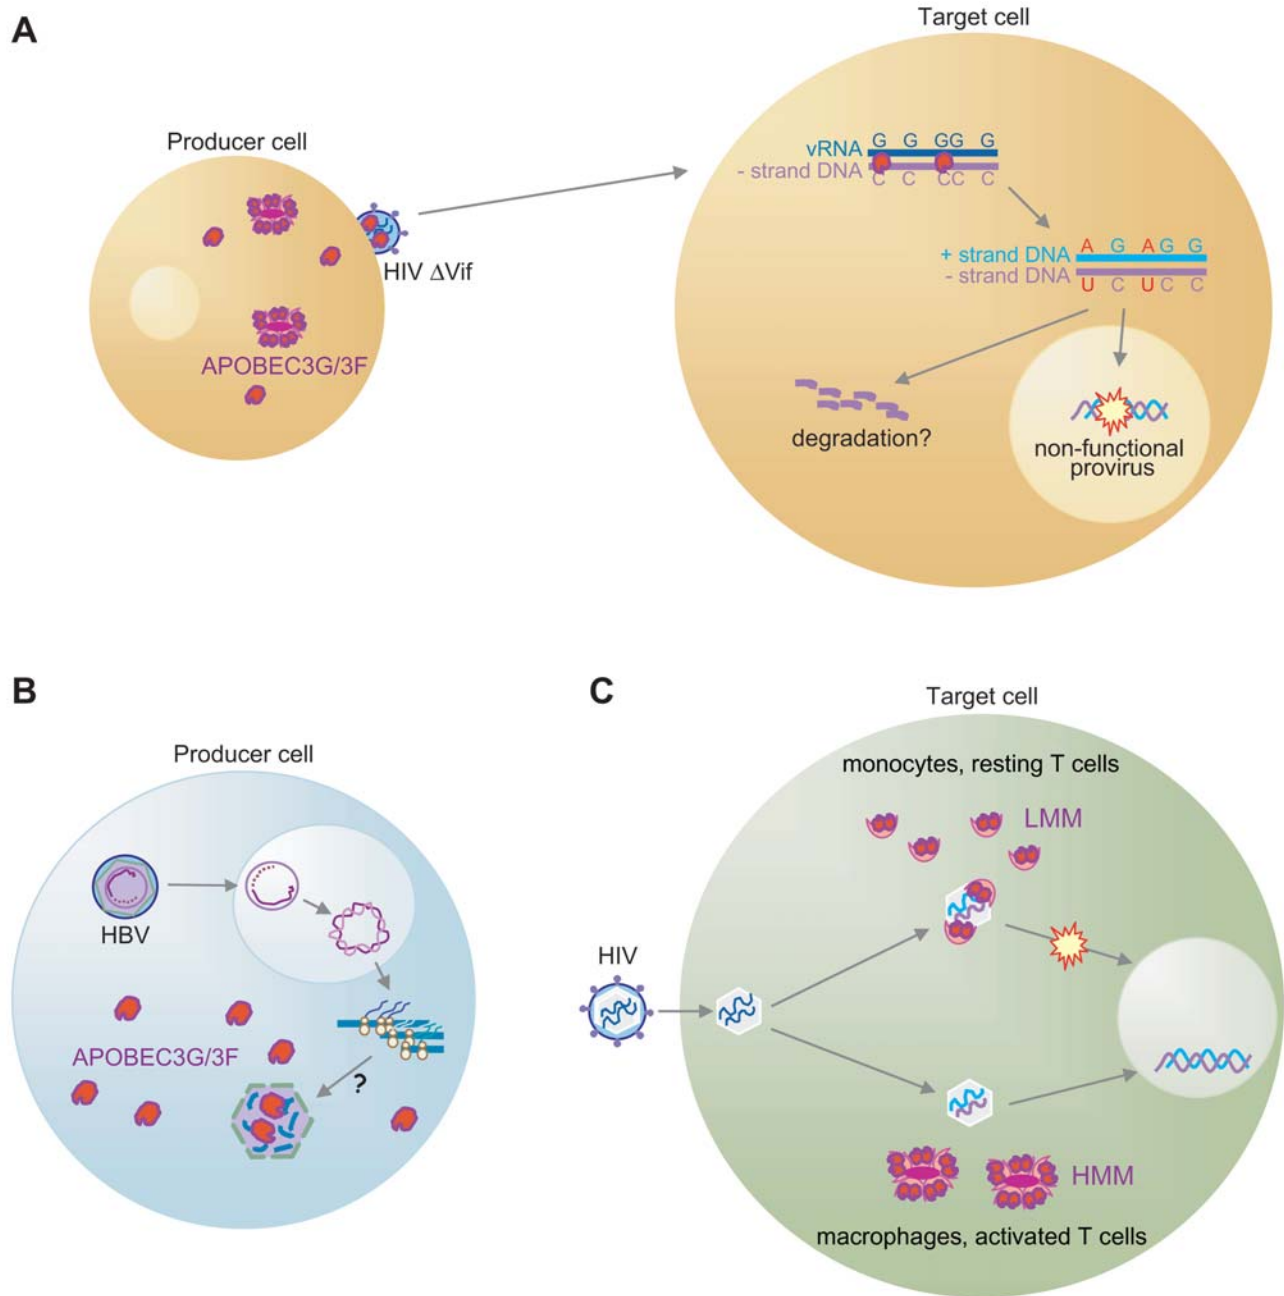 A
Target cell
Producer cell
G G GG G
vRNA
- strand DNA
C C CC C
HIV ΔVif
A G A G G
+ strand DNA
- strand DNA
U C U C C
APOBEC3G/3F
degradation?
non-functional
provirus
B
C
Target cell
Producer cell
monocytes, resting T cells
LMM
HBV
HIV
APOBEC3G/3F
?
HMM
macrophages, activated T cells